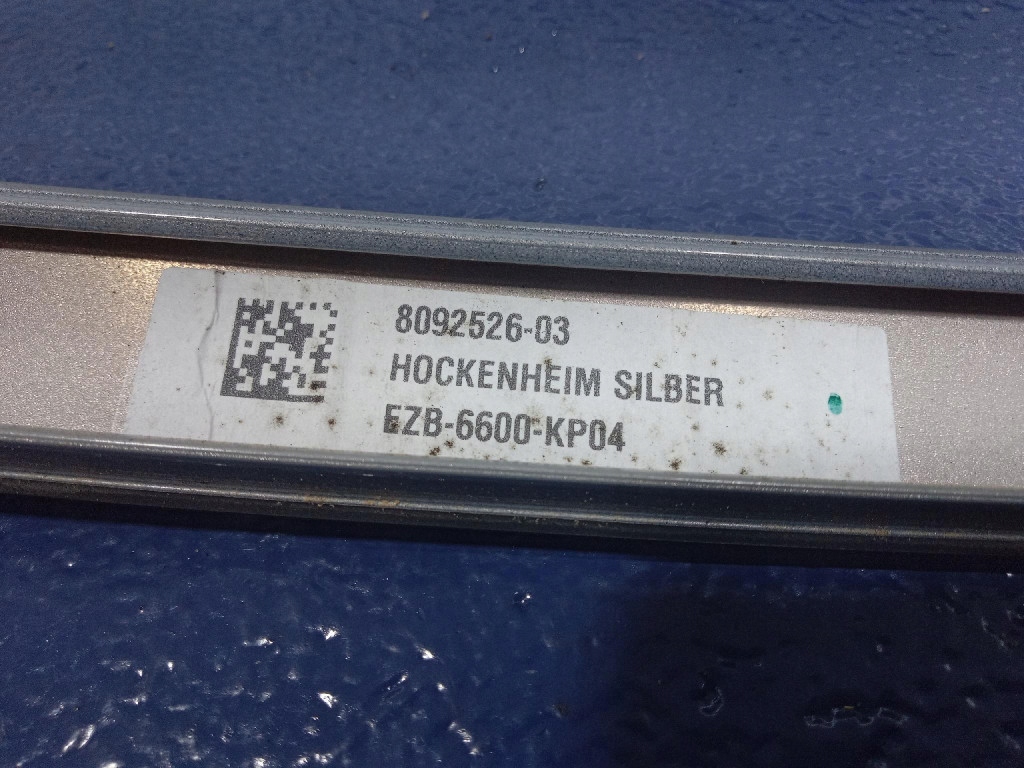 8092526-03
HOCKENHEIM SILBER
EZB-6600-KP04